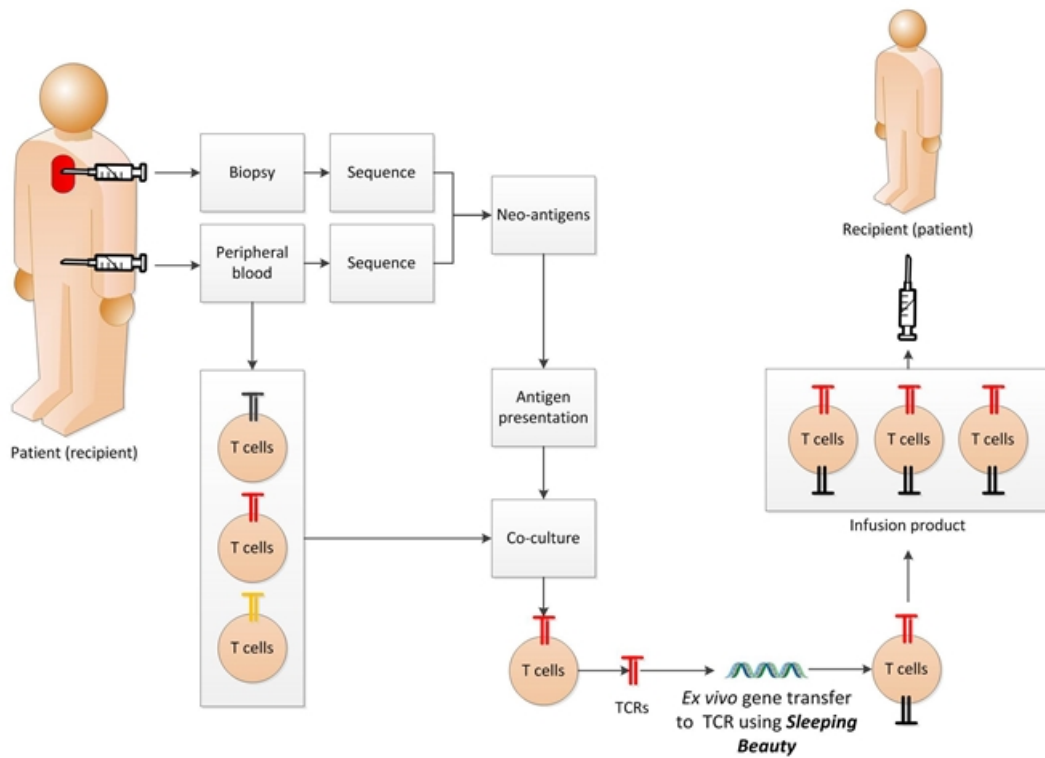 Patient (recipient)
Biopsy
Sequence
Peripheral
blood
Sequence
Neo-antigens
Antigen
presentation
T cells
T cells
T cells
Co-culture
T cells
TCRs
Ex vivo gene transfer
to TCR using Sleeping
Beauty
T cells
T cells
T cells
T cells
Infusion product
Recipient (patient)